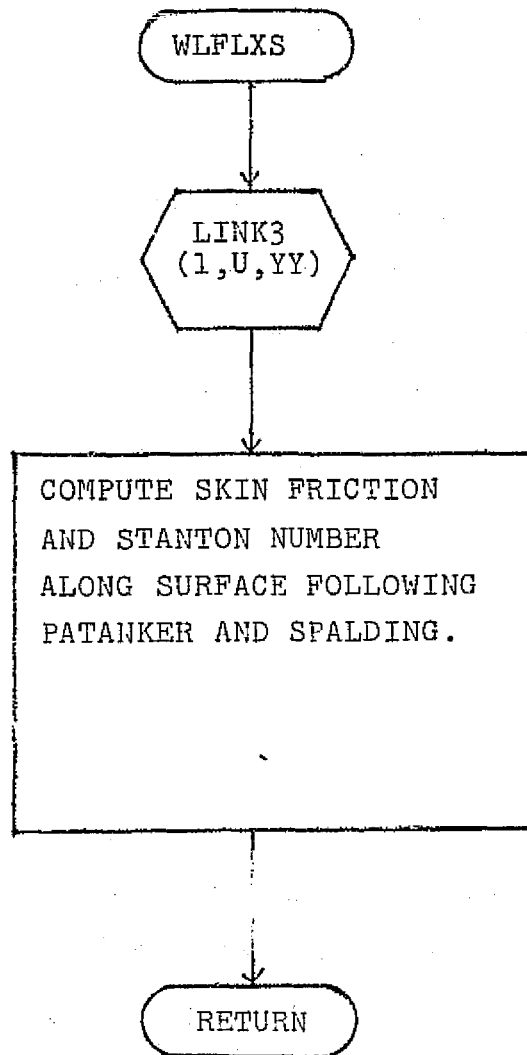 WLFLXS
LINK3
(1,U,YY)
COMPUTE SKIN FRICTION
AND STANTON NUMBER
ALONG SURFACE FOLLOWING
PATANKER AND SPALDING.
RETURN